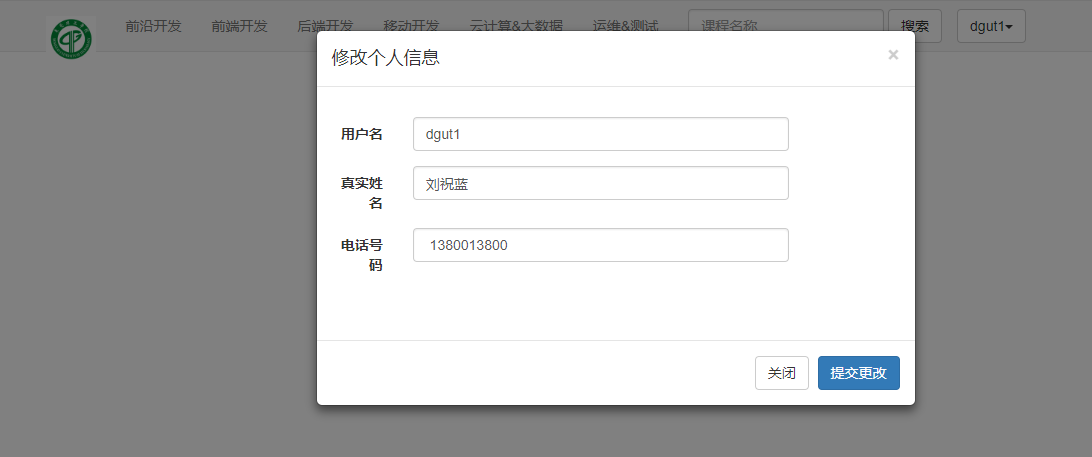 前沿开发 前端开发 后端开发 移动开发 云计算&大数据 运维&测试 课程名称 搜索 dgut1
修改个人信息 ×
用户名 dgut1
真实姓 刘祝蓝
名
电话号 1380013800
码
关闭 提交更改